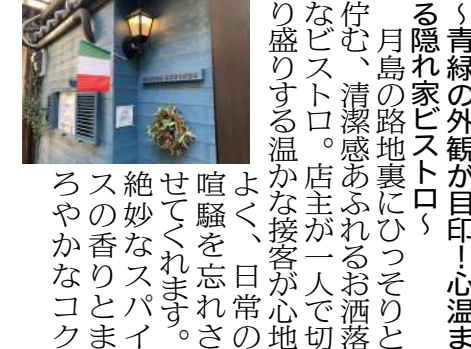 ～青緑の外観が目印！心温ま
る隠れ家ビストロ～
月島の路地裏にひっそりと
佇む、清潔感あふれるお洒落
なビストロ。店主が一人で切
り盛りする温かな接客が心地
よく、日常の
喧騒を忘れさ
せてくれます。
絶妙なスパイ
スの香りとま
ろやかなコク